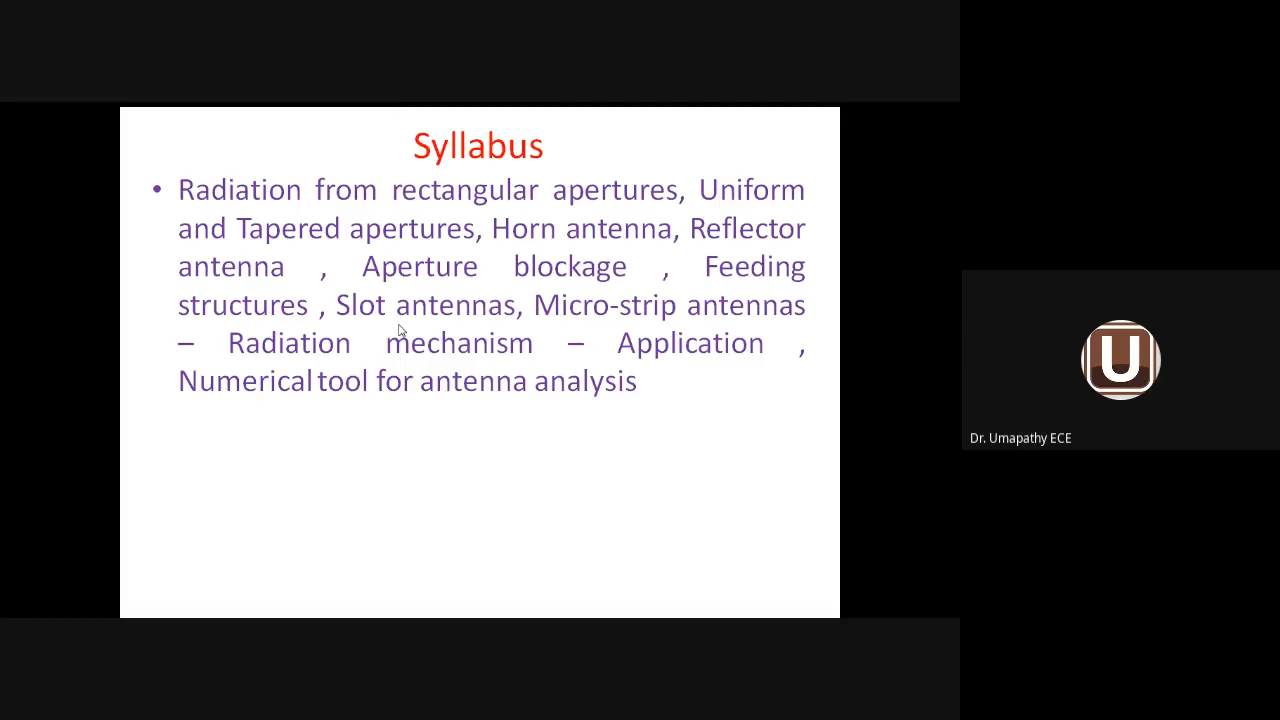 Syllabus
• Radiation from rectangular apertures, Uniform
and Tapered apertures, Horn antenna, Reflector
antenna , Aperture blockage , Feeding
structures , Slot antennas, Micro-strip antennas
– Radiation mechanism – Application ,
Numerical tool for antenna analysis
U
Dr. Umapathy ECE